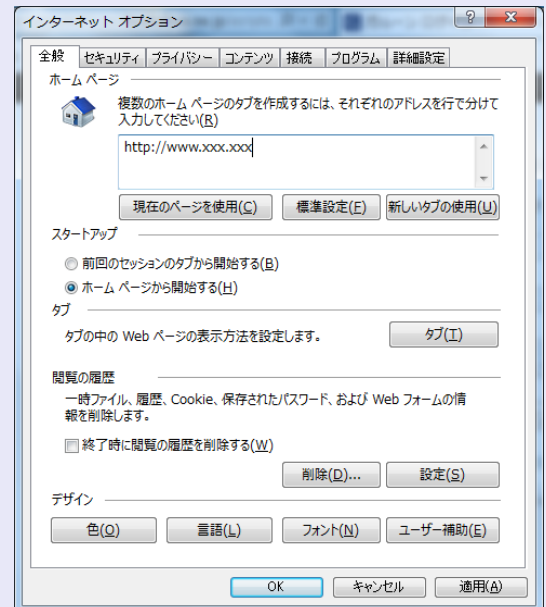 インターネット オプション
全般 セキュリティ プライバシー コンテンツ 接続 プログラム 詳細設定
ホーム ページ
複数のホーム ページのタブを作成するには、それぞれのアドレスを行で分けて
入力してください(R)
http://www.xxx.xxx
現在のページを使用(C) 標準設定(F) 新しいタブの使用(U)
スタートアップ
前回のセッションのタブから開始する(B)
ホーム ページから開始する(H)
タブ
タブの中の Web ページの表示方法を設定します。 タブ(T)
閲覧の履歴
一時ファイル、履歴、Cookie、保存されたパスワード、および Web フォームの情
報を削除します。
終了時に閲覧の履歴を削除する(W)
削除(D)... 設定(S)
デザイン
色(O) 言語(L) フォント(N) ユーザー補助(E)
OK キャンセル 適用(A)